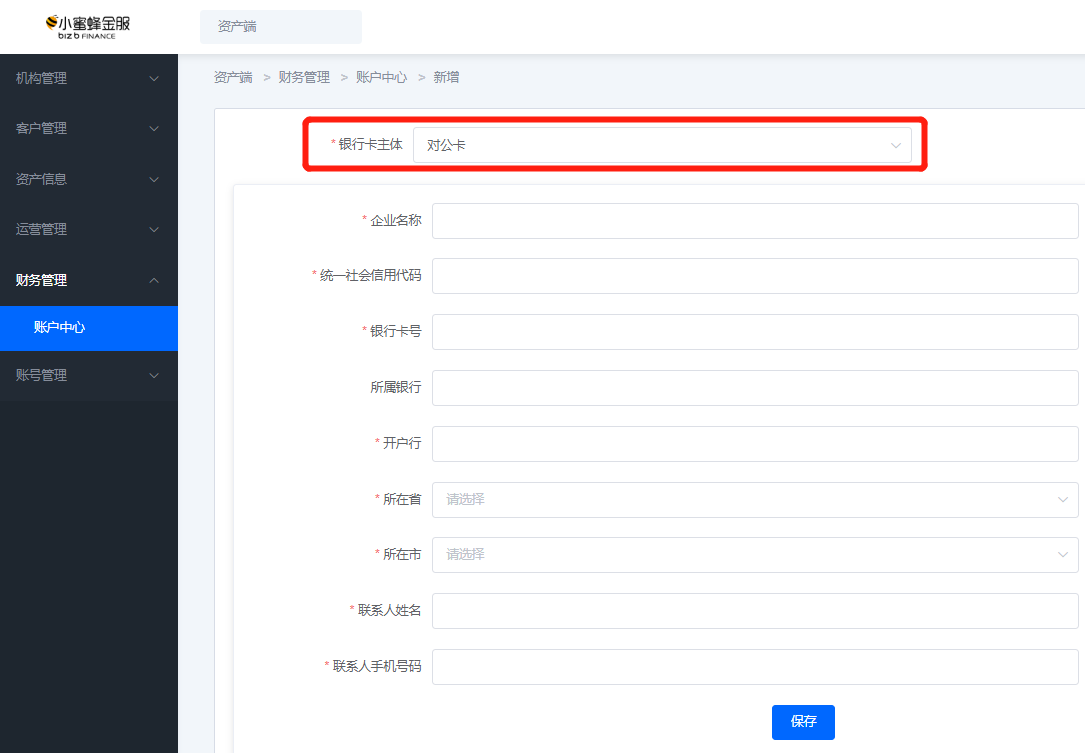 小蜜蜂金服
bizb FINANCE
资产端
机构管理
客户管理
资产信息
运营管理
财务管理
账户中心
账号管理
资产端 > 财务管理 > 账户中心 > 新增
* 银行卡主体 对公卡
* 企业名称
* 统一社会信用代码
* 银行卡号
所属银行
* 开户行
* 所在省 请选择
* 所在市 请选择
* 联系人姓名
* 联系人手机号码
保存